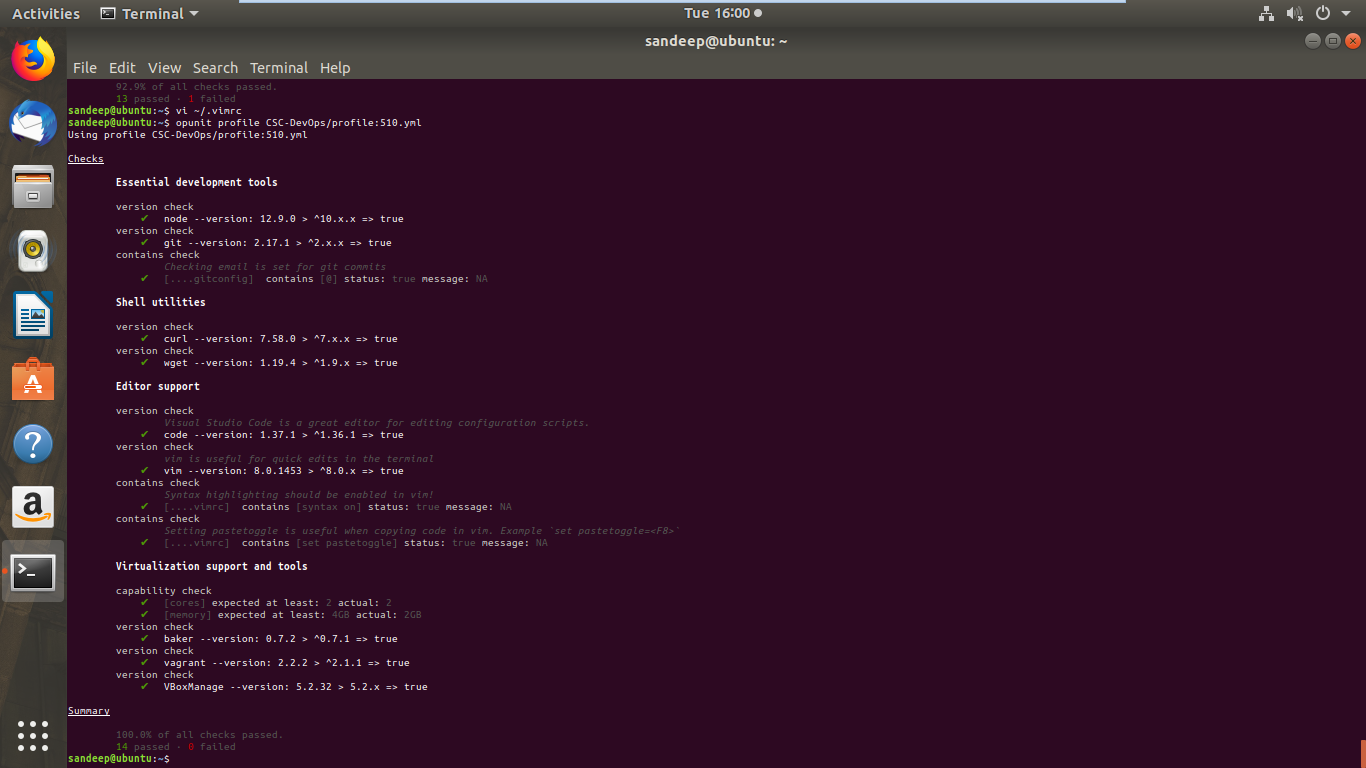 Activities
Terminal
Tue 16:00
sandeep@ubuntu: ~
File Edit View Search Terminal Help
92.9% of all checks passed.
13 passed · 1 failed
sandeep@ubuntu:~$ vi ~/.vimrc
sandeep@ubuntu:~$ opunit profile CSC-DevOps/profile:510.yml
Using profile CSC-DevOps/profile:510.yml
Checks
Essential development tools
version check
✔ node --version: 12.9.0 > ^10.x.x => true
version check
✔ git --version: 2.17.1 > ^2.x.x => true
contains check
Checking email is set for git commits
✔ [....gitconfig] contains [@] status: true message: NA
Shell utilities
version check
✔ curl --version: 7.58.0 > ^7.x.x => true
version check
✔ wget --version: 1.19.4 > ^1.9.x => true
Editor support
version check
Visual Studio Code is a great editor for editing configuration scripts.
✔ code --version: 1.37.1 > ^1.36.1 => true
version check
vim is useful for quick edits in the terminal
✔ vim --version: 8.0.1453 > ^8.0.x => true
contains check
Syntax highlighting should be enabled in vim!
✔ [....vimrc] contains [syntax on] status: true message: NA
contains check
Setting pastetoggle is useful when copying code in vim. Example `set pastetoggle=<F8>`
✔ [....vimrc] contains [set pastetoggle] status: true message: NA
Virtualization support and tools
capability check
✔ [cores] expected at least: 2 actual: 2
✔ [memory] expected at least: 4GB actual: 2GB
version check
✔ baker --version: 0.7.2 > ^0.7.1 => true
version check
✔ vagrant --version: 2.2.2 > ^2.1.1 => true
version check
✔ VBoxManage --version: 5.2.32 > 5.2.x => true
Summary
100.0% of all checks passed.
14 passed · 0 failed
sandeep@ubuntu:~$